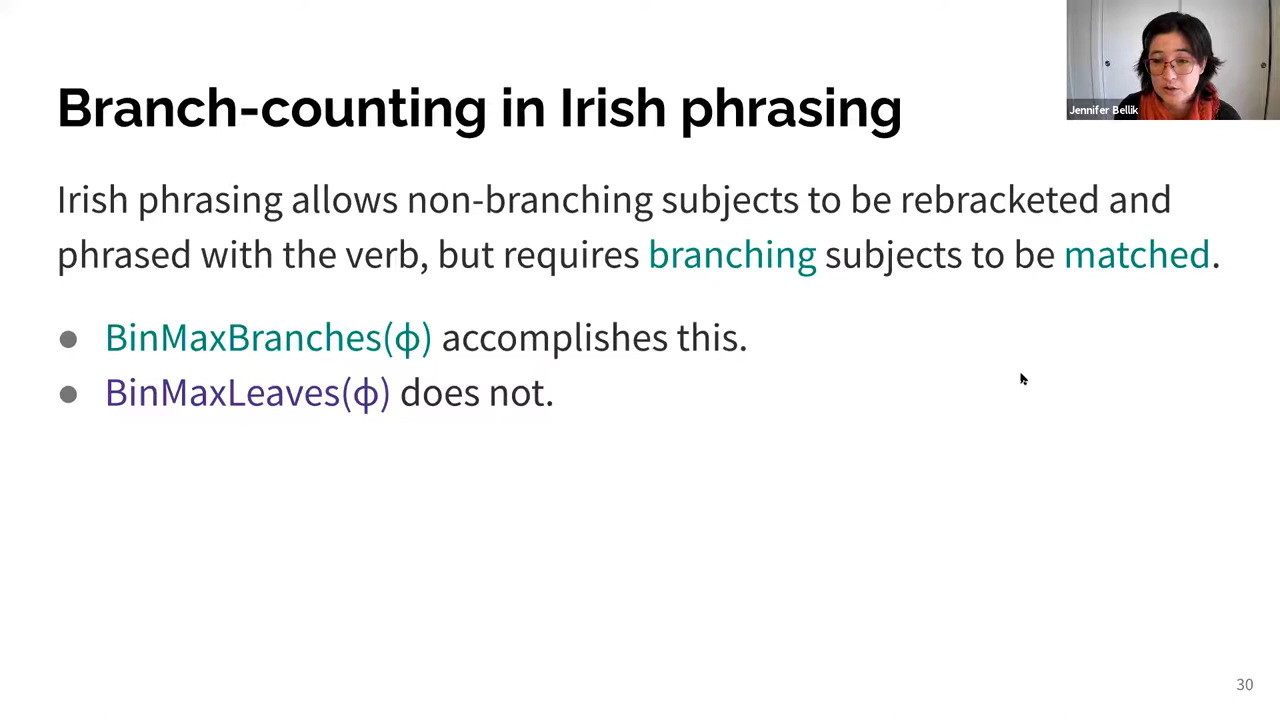 Branch-counting in Irish phrasing
Jennifer Bellik
Irish phrasing allows non-branching subjects to be rebracketed and
phrased with the verb, but requires branching subjects to be matched.
● BinMaxBranches(ϕ) accomplishes this.
● BinMaxLeaves(ϕ) does not.
30